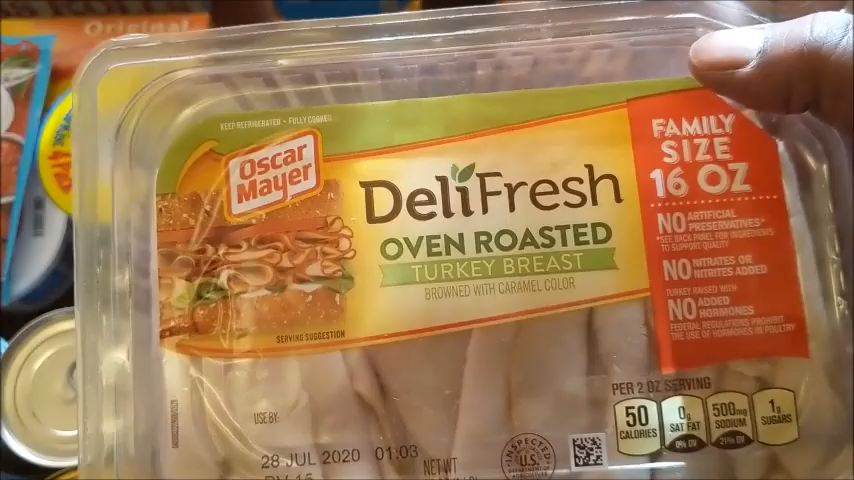 Original
KEEP REFRIGERATED • FULLY COOKED
Oscar
Mayer
DeliFresh
OVEN ROASTED
TURKEY BREAST
BROWNED WITH CARAMEL COLOR
SERVING SUGGESTION
FAMILY
SIZE
16 OZ
NO ARTIFICIAL
PRESERVATIVES*
*SEE BACK PANEL FOR INGREDIENTS
TO SUPPORT QUALITY
NO NITRATES OR
NITRITES ADDED
TURKEY RAISED WITH
NO ADDED
HORMONES
FEDERAL REGULATIONS PROHIBIT
THE USE OF HORMONES IN POULTRY
PER 2 OZ SERVING
50
CALORIES
0g
SAT FAT
0% DV
500mg
SODIUM
21% DV
1g
SUGARS
USE BY:
28 JUL 2020 01:03
NET WT
INSPECTED
U.S.